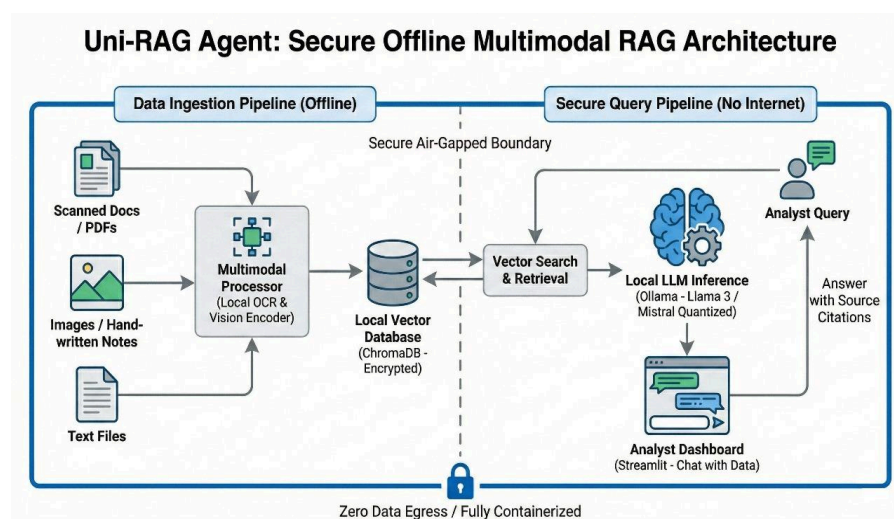 Uni-RAG Agent: Secure Offline Multimodal RAG Architecture
Data Ingestion Pipeline (Offline)
Secure Query Pipeline (No Internet)
Secure Air-Gapped Boundary
Scanned Docs
/ PDFs
Images / Hand-
written Notes
Text Files
Multimodal
Processor
(Local OCR &
Vision Encoder)
Local Vector
Database
(ChromaDB -
Encrypted)
Vector Search
& Retrieval
Local LLM Inference
(Ollama - Llama 3 /
Mistral Quantized)
Analyst Query
Answer
with Source
Citations
Analyst Dashboard
(Streamlit - Chat with Data)
Zero Data Egress / Fully Containerized